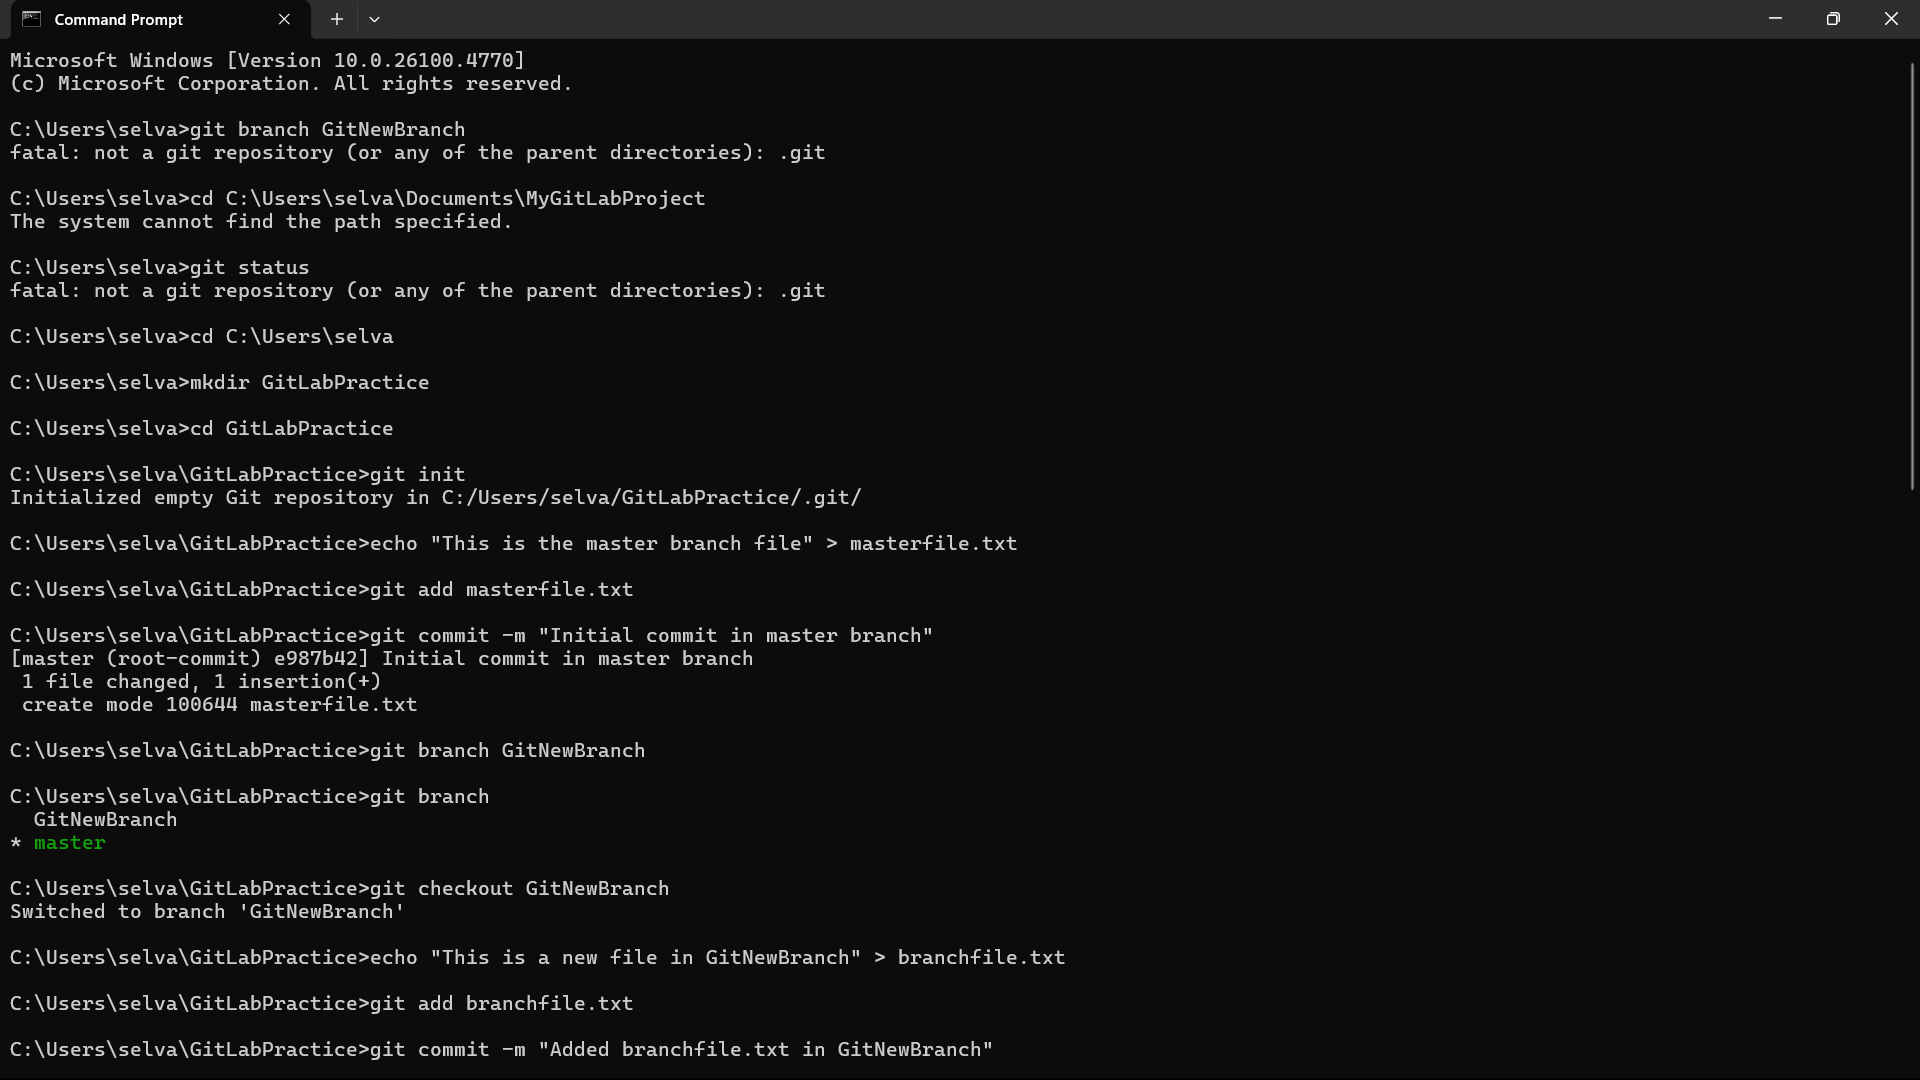 Command Prompt
Microsoft Windows [Version 10.0.26100.4770]
(c) Microsoft Corporation. All rights reserved.
C:\Users\selva>git branch GitNewBranch
fatal: not a git repository (or any of the parent directories): .git
C:\Users\selva>cd C:\Users\selva\Documents\MyGitLabProject
The system cannot find the path specified.
C:\Users\selva>git status
fatal: not a git repository (or any of the parent directories): .git
C:\Users\selva>cd C:\Users\selva
C:\Users\selva>mkdir GitLabPractice
C:\Users\selva>cd GitLabPractice
C:\Users\selva\GitLabPractice>git init
Initialized empty Git repository in C:/Users/selva/GitLabPractice/.git/
C:\Users\selva\GitLabPractice>echo "This is the master branch file" > masterfile.txt
C:\Users\selva\GitLabPractice>git add masterfile.txt
C:\Users\selva\GitLabPractice>git commit -m "Initial commit in master branch"
[master (root-commit) e987b42] Initial commit in master branch
 1 file changed, 1 insertion(+)
 create mode 100644 masterfile.txt
C:\Users\selva\GitLabPractice>git branch GitNewBranch
C:\Users\selva\GitLabPractice>git branch
  GitNewBranch
* master
C:\Users\selva\GitLabPractice>git checkout GitNewBranch
Switched to branch 'GitNewBranch'
C:\Users\selva\GitLabPractice>echo "This is a new file in GitNewBranch" > branchfile.txt
C:\Users\selva\GitLabPractice>git add branchfile.txt
C:\Users\selva\GitLabPractice>git commit -m "Added branchfile.txt in GitNewBranch"